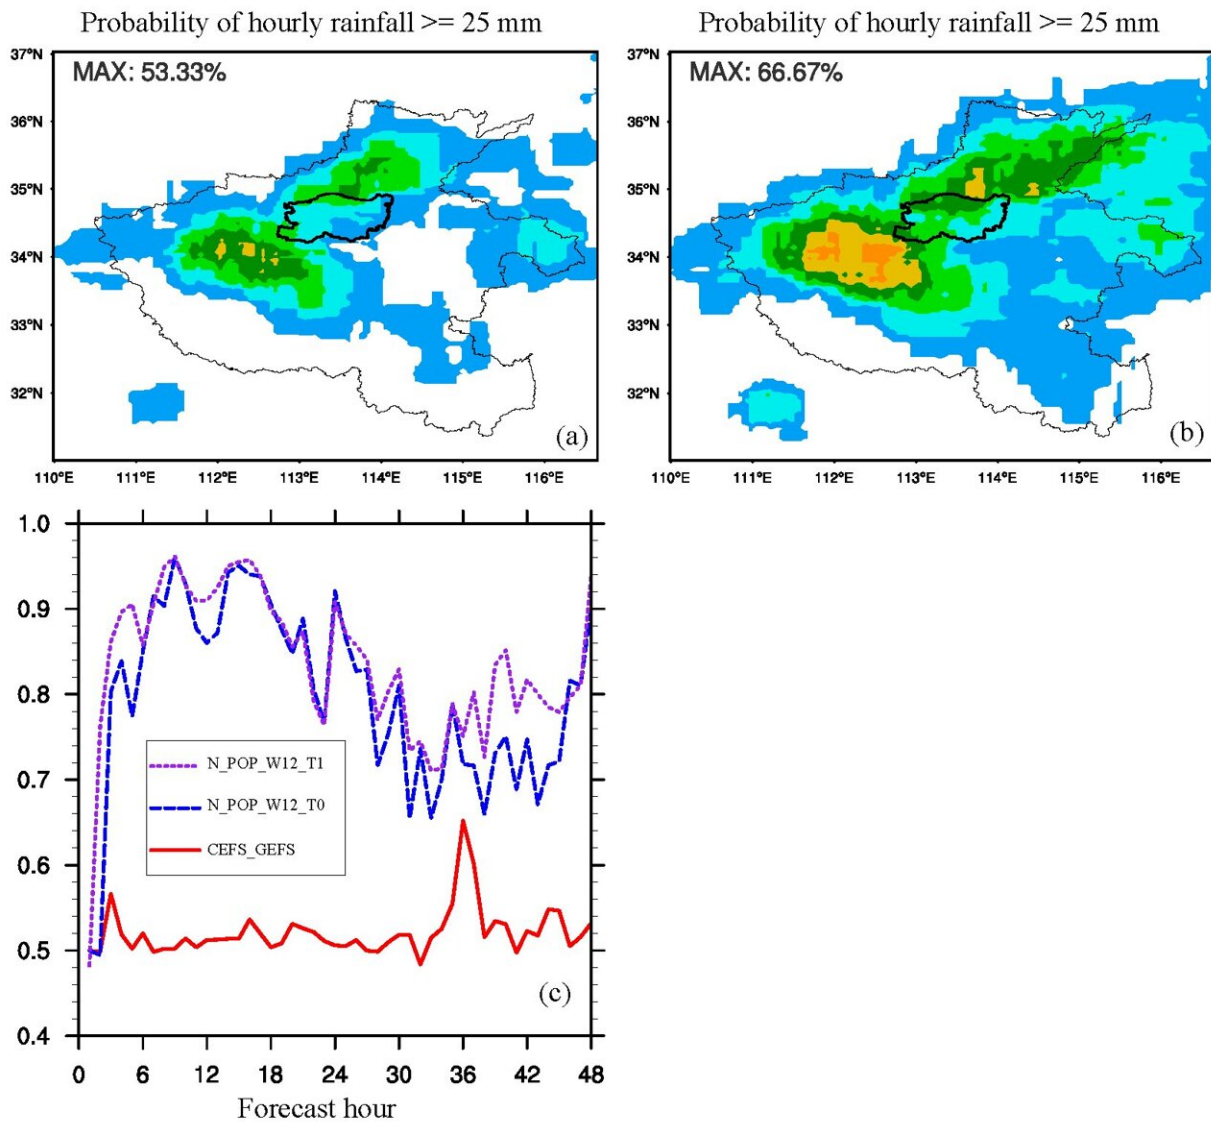 Probability of hourly rainfall >= 25 mm
Probability of hourly rainfall >= 25 mm
37°N
MAX: 53.33%
36°N
35°N
34°N
33°N
32°N
(a)
110°E 111°E 112°E 113°E 114°E 115°E 116°E
37°N
MAX: 66.67%
36°N
35°N
34°N
33°N
32°N
(b)
110°E 111°E 112°E 113°E 114°E 115°E 116°E
1.0
0.9
0.8
0.7
0.6
0.5
0.4
N_POP_W12_T1
N_POP_W12_T0
CEFS_GEFS
(c)
0 6 12 18 24 30 36 42 48
Forecast hour